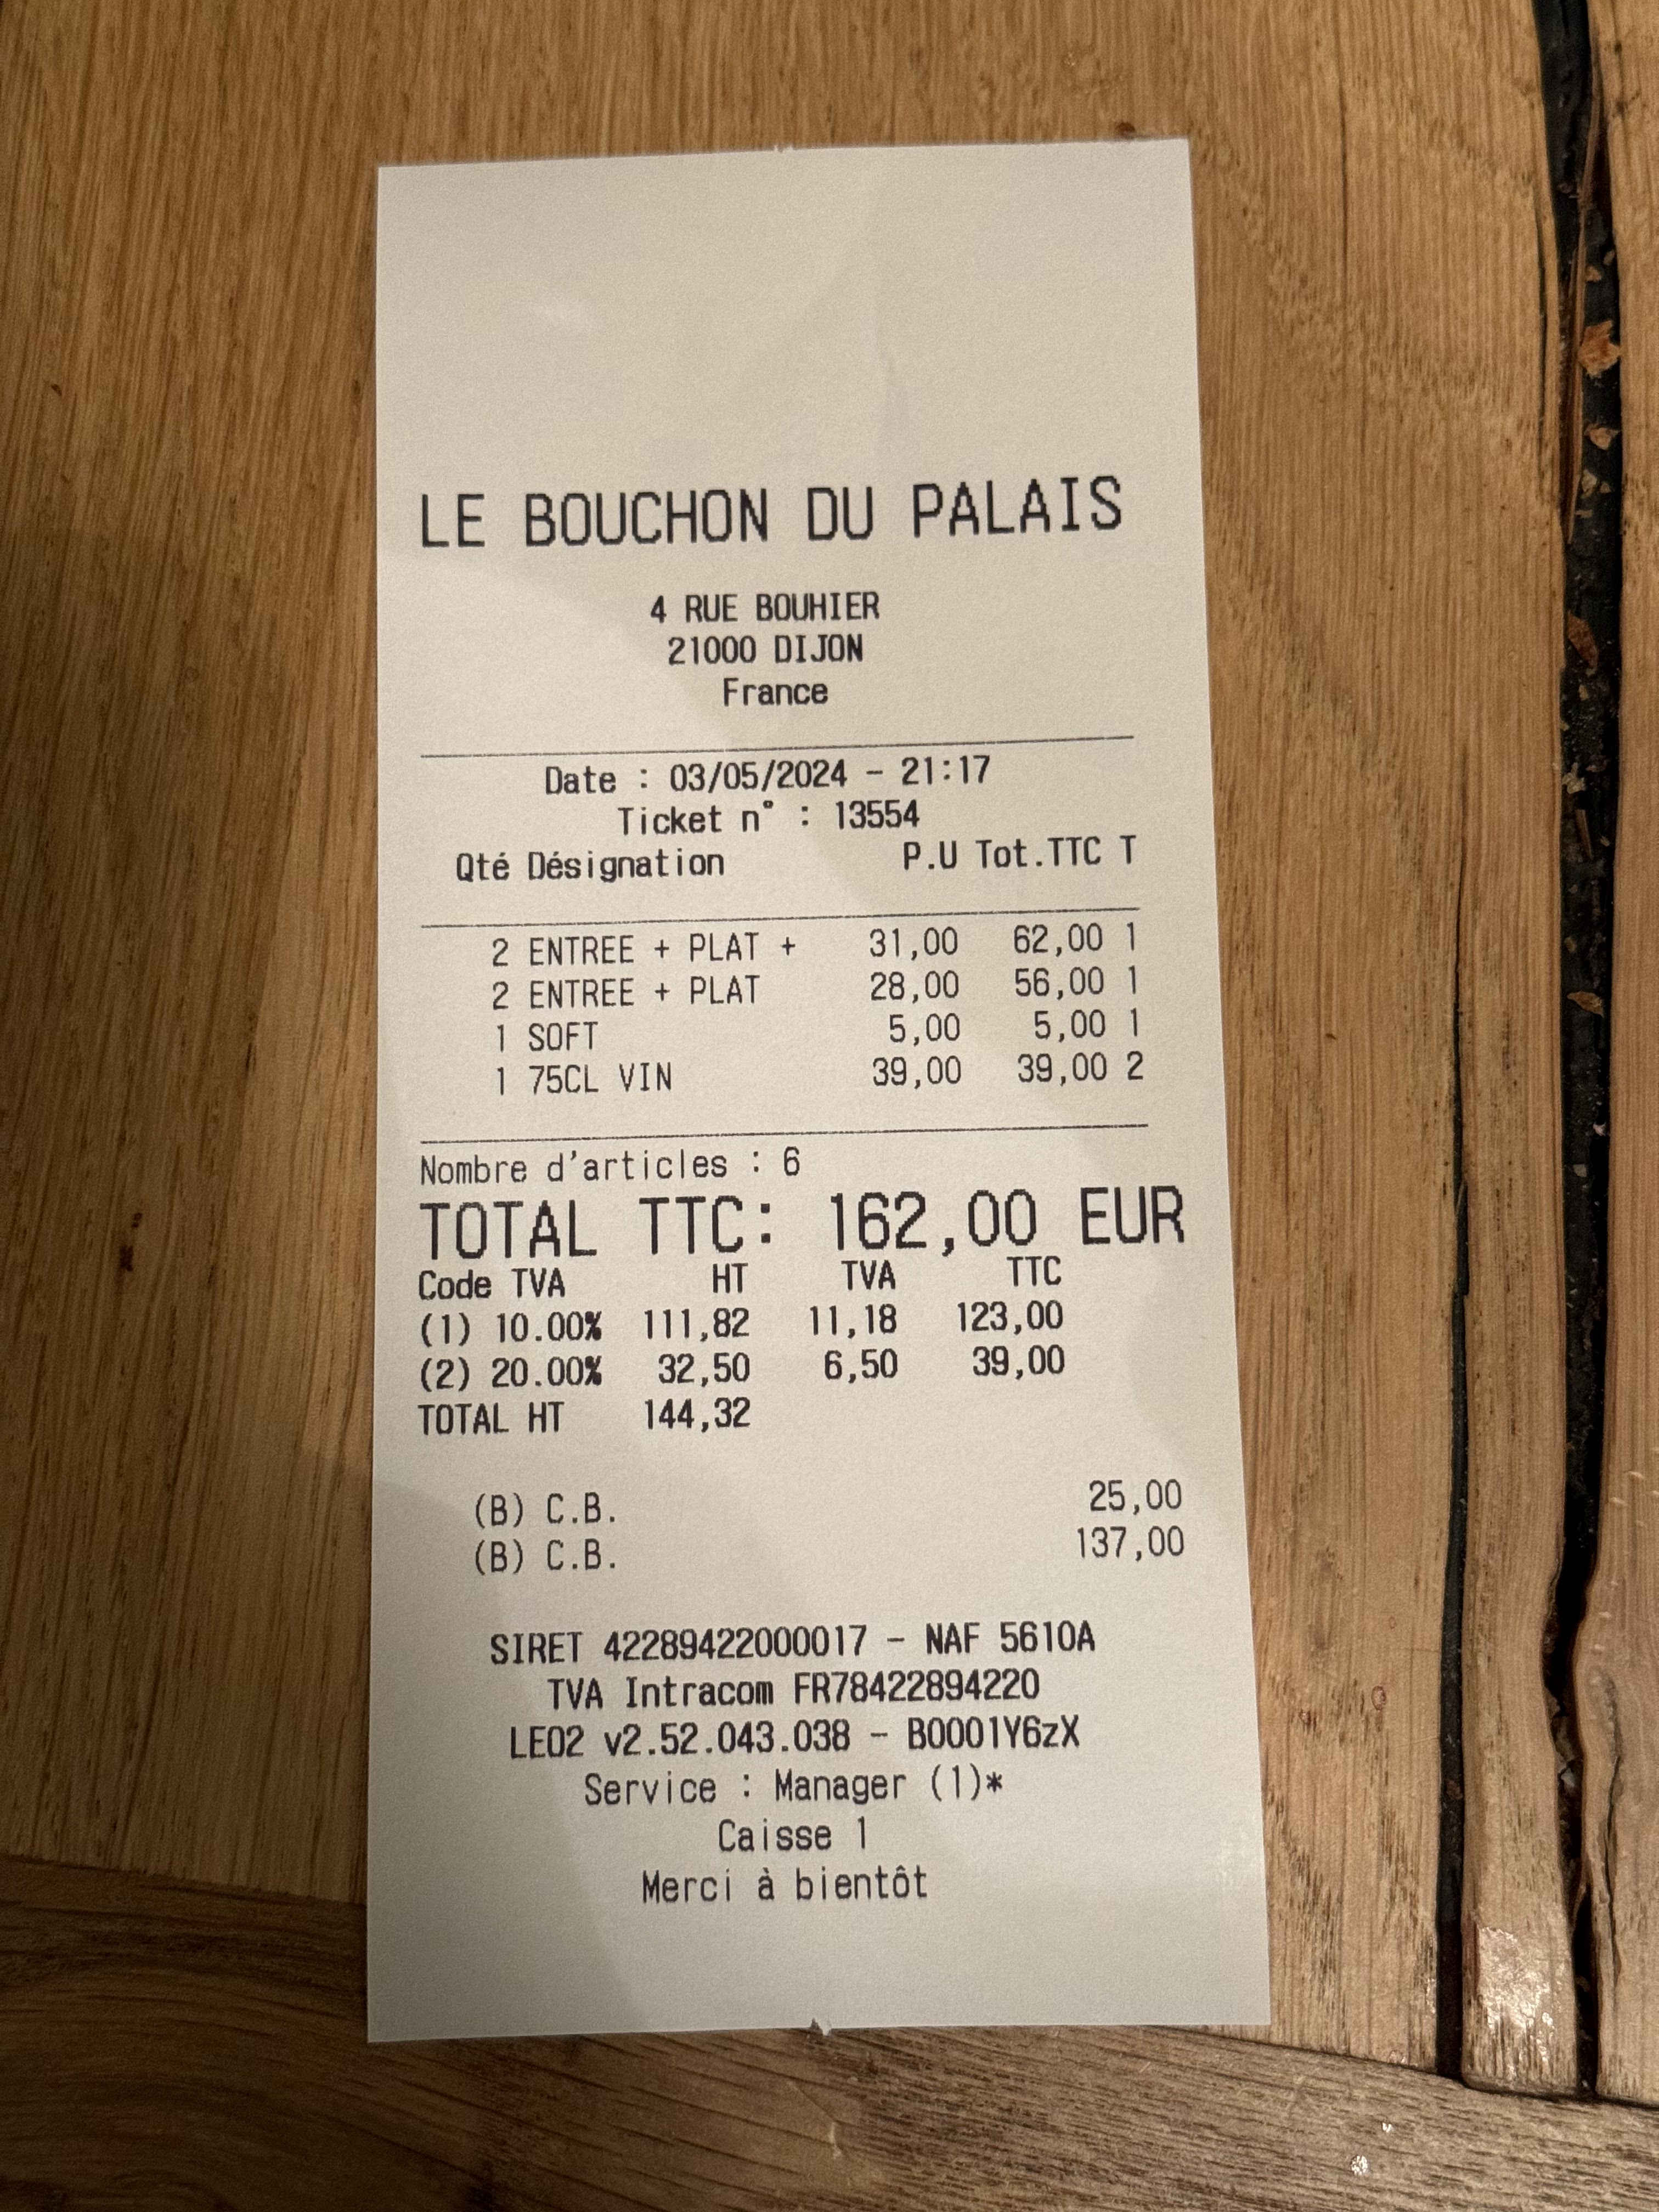 LE BOUCHON DU PALAIS
4 RUE BOUHIER
21000 DIJON
France
Date : 03/05/2024 - 21:17
Ticket n° : 13554
Qté Désignation P.U Tot.TTC T
2 ENTREE + PLAT + 31,00 62,00 1
2 ENTREE + PLAT 28,00 56,00 1
1 SOFT 5,00 5,00 1
1 75CL VIN 39,00 39,00 2
Nombre d'articles : 6
TOTAL TTC: 162,00 EUR
Code TVA HT TVA TTC
(1) 10.00% 111,82 11,18 123,00
(2) 20.00% 32,50 6,50 39,00
TOTAL HT 144,32
(B) C.B. 25,00
(B) C.B. 137,00
SIRET 42289422000017 - NAF 5610A
TVA Intracom FR78422894220
LEO2 v2.52.043.038 - B0001Y6zX
Service : Manager (1)*
Caisse 1
Merci à bientôt